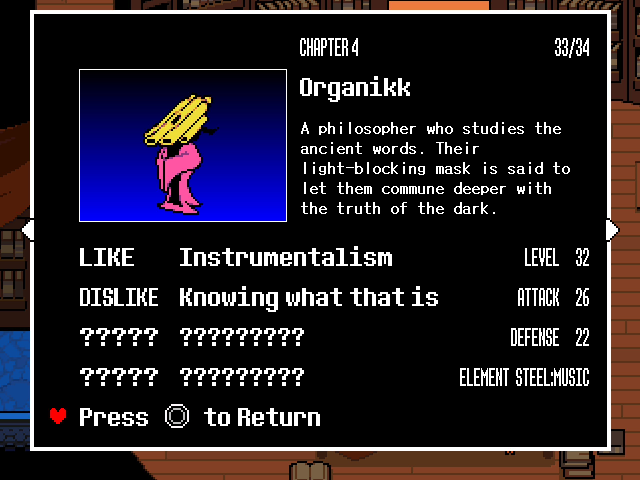 CHAPTER 4 33/34
Organikk
A philosopher who studies the
ancient words. Their
light-blocking mask is said to
let them commune deeper with
the truth of the dark.
LIKE Instrumentalism LEVEL 32
DISLIKE Knowing what that is ATTACK 26
????? ????????? DEFENSE 22
????? ????????? ELEMENT STEEL:MUSIC
Press to Return